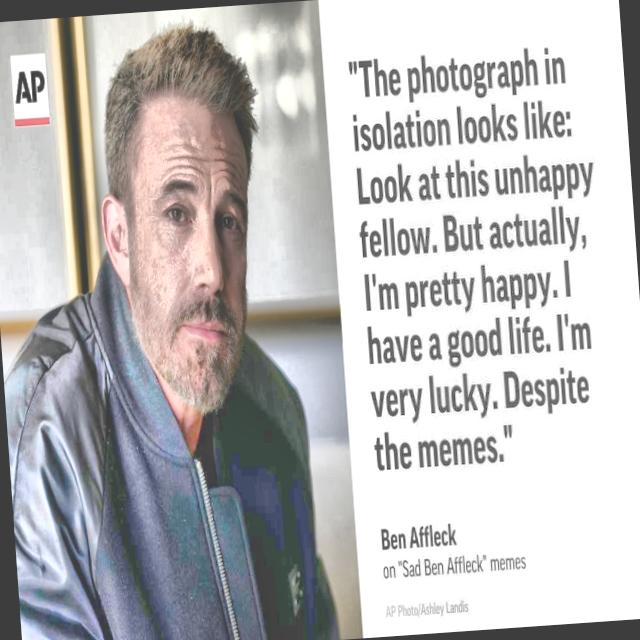 AP
"The photograph in
isolation looks like:
Look at this unhappy
fellow. But actually,
I'm pretty happy. I
have a good life. I'm
very lucky. Despite
the memes."
Ben Affleck
on "Sad Ben Affleck" memes
AP Photo/Ashley Landis